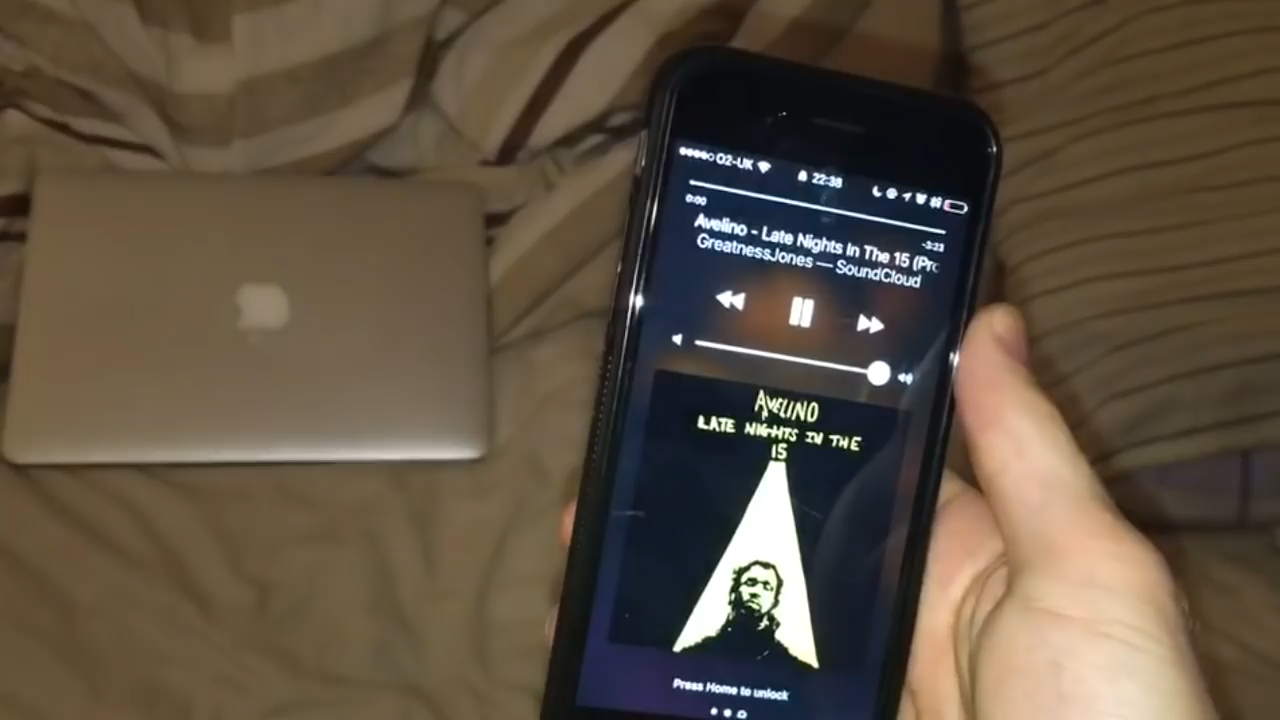 O2-UK 22:38
0:00 -3:23
Avelino - Late Nights In The 15 (Pr
GreatnessJones — SoundCloud
AVELINO
LATE NIGHTS IN THE
15
Press Home to unlock